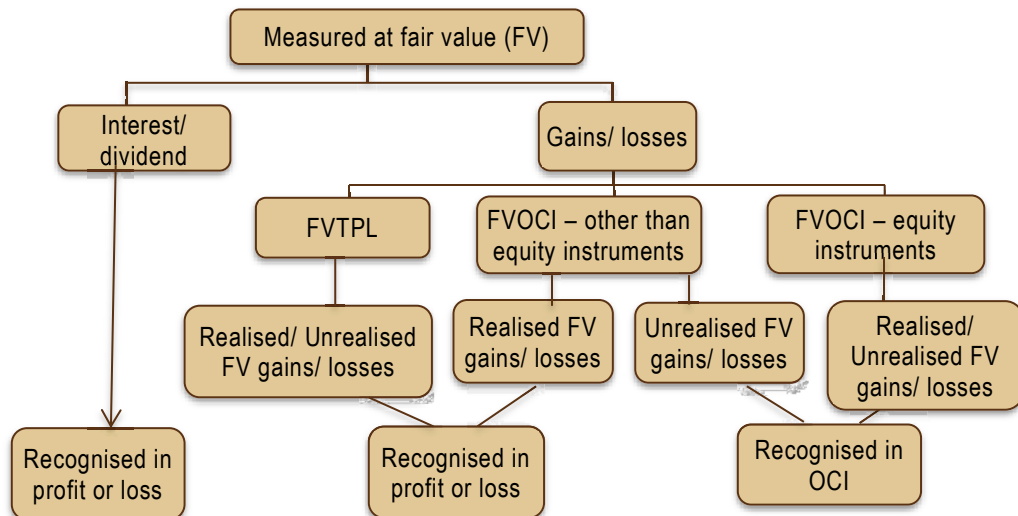 Measured at fair value (FV)
Interest/
dividend
Gains/ losses
FVTPL
FVOCI – other than
equity instruments
FVOCI – equity
instruments
Realised/ Unrealised
FV gains/ losses
Realised FV
gains/ losses
Unrealised FV
gains/ losses
Realised/
Unrealised FV
gains/ losses
Recognised in
profit or loss
Recognised in
profit or loss
Recognised in
OCI